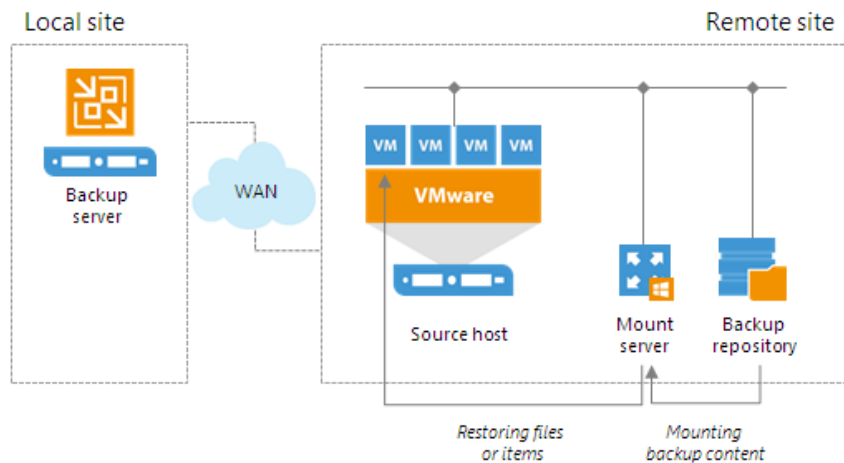 Local site
Remote site
VM VM VM VM
VMware
WAN
Backup
server
Source host
Mount
server
Backup
repository
Restoring files
or items
Mounting
backup content